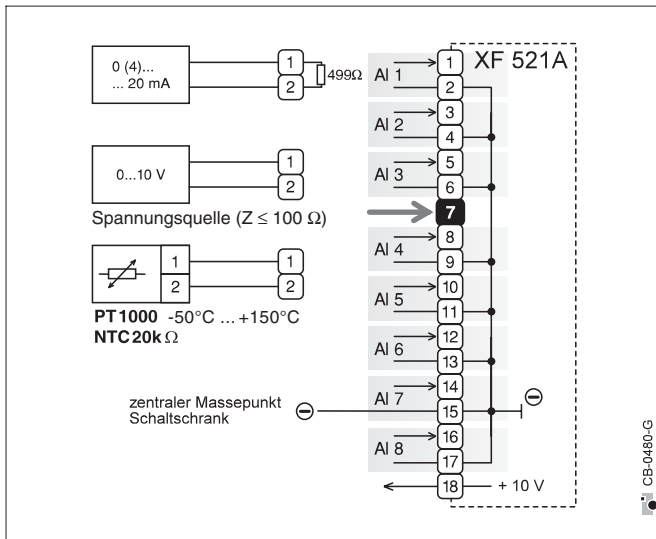 0 (4)...
... 20 mA
1
2
499Ω
0...10 V
1
2
Spannungsquelle (Z ≤ 100 Ω)
1
2
1
2
PT1000 -50°C ... +150°C
NTC20kΩ
zentraler Massepunkt
Schaltschrank
XF 521A
AI 1
1
2
AI 2
3
4
AI 3
5
6
7
AI 4
8
9
AI 5
10
11
AI 6
12
13
AI 7
14
15
AI 8
16
17
18
+ 10 V
CB-0480-G